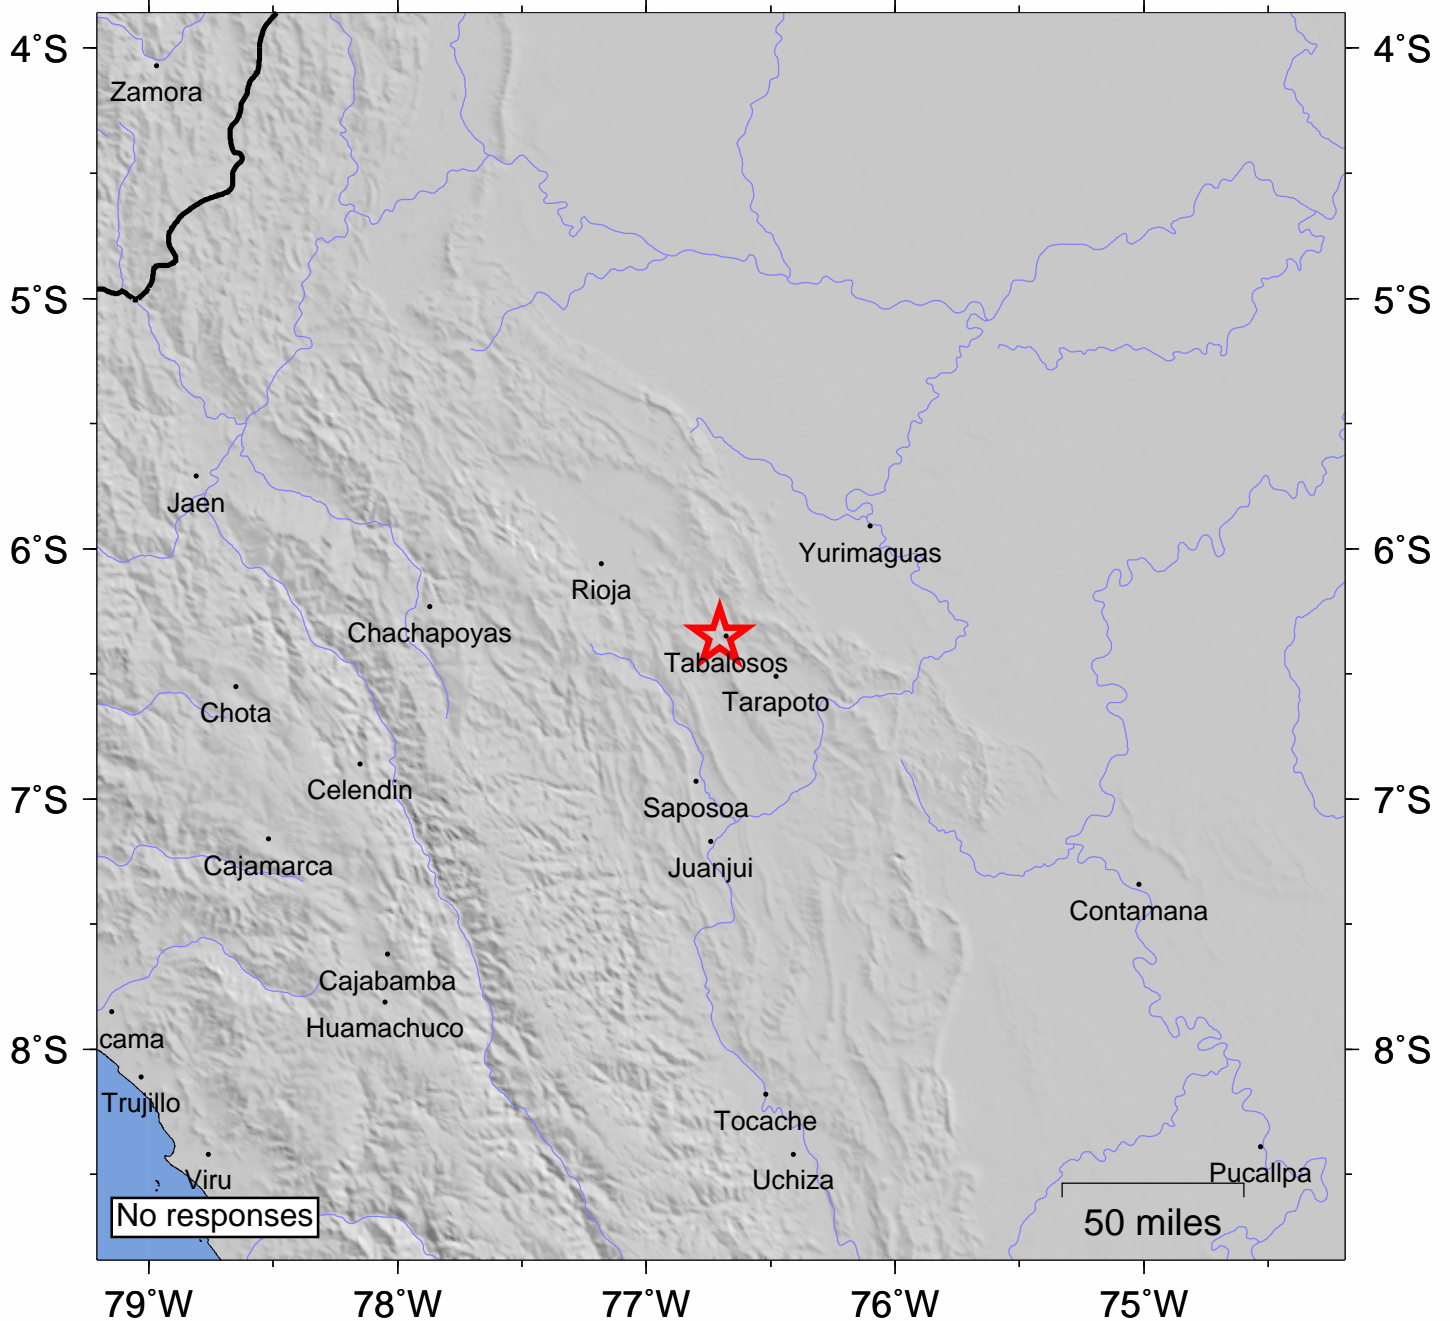 4°S
4°S
Zamora
5°S
5°S
Jaen
6°S
6°S
Yurimaguas
Rioja
Chachapoyas
Tabalosos
Tarapoto
Chota
Celendin
7°S
7°S
Saposoa
Cajamarca
Juanjui
Contamana
Cajabamba
Huamachuco
cama
8°S
8°S
Trujillo
Tocache
Viru
Uchiza
Pucallpa
No responses
50 miles
79°W
78°W
77°W
76°W
75°W